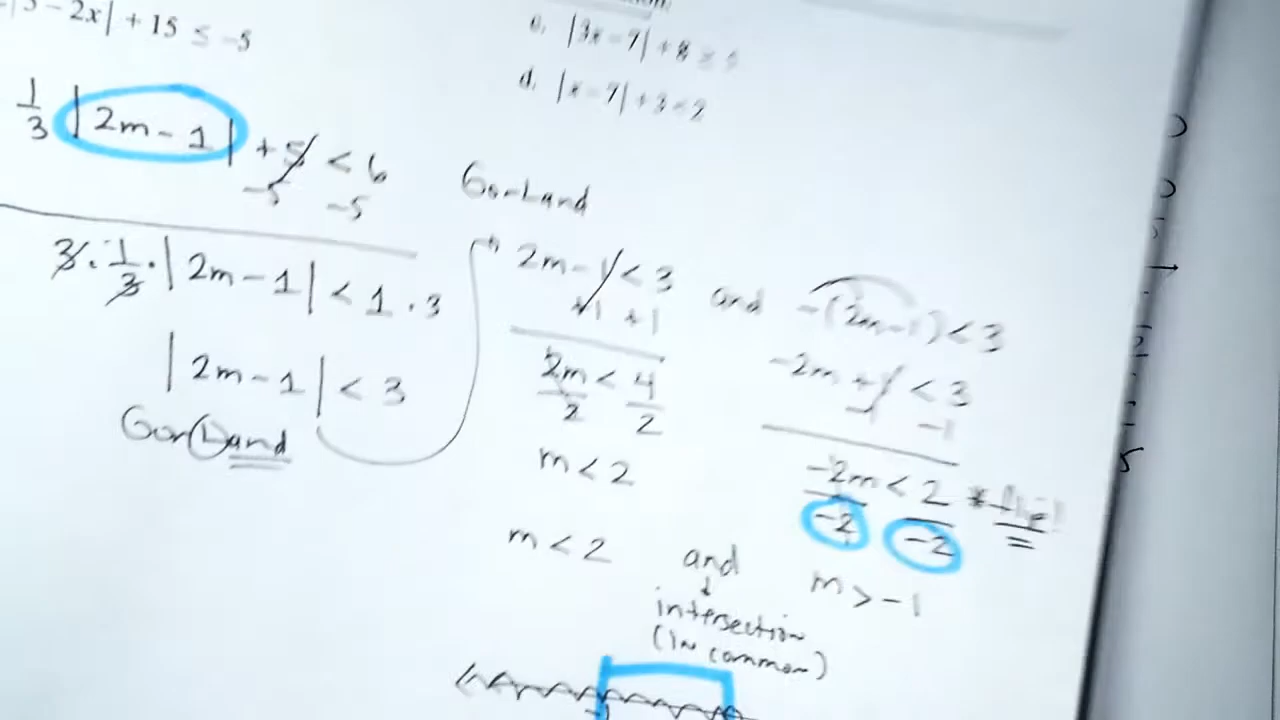 |5 - 2x| + 15 ≤ -5
c. |3x - 7| + 8 ≥ 5
d. |x - 7| + 3 < 2
1/3 |2m - 1| + 5 < 6
-5 -5
3 · 1/3 · |2m - 1| < 1 · 3
|2m - 1| < 3
GorLand
GorLand
2m - 1 < 3 and -(2m - 1) < 3
+1 +1
2m/2 < 4/2
m < 2
-2m + 1 < 3
-1 -1
-2m/-2 < 2/-2 * flip!
m < 2 and m > -1
intersection
(in common)
-1